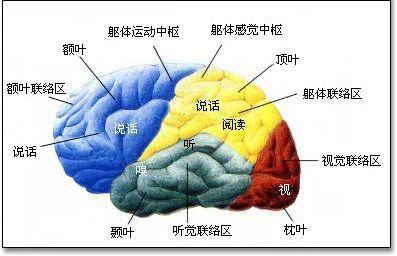 躯体运动中枢
躯体感觉中枢
额叶
顶叶
额叶联络区
说话
躯体联络区
说话
阅读
说话
听
视觉联络区
嗅
视
颞叶
听觉联络区
枕叶